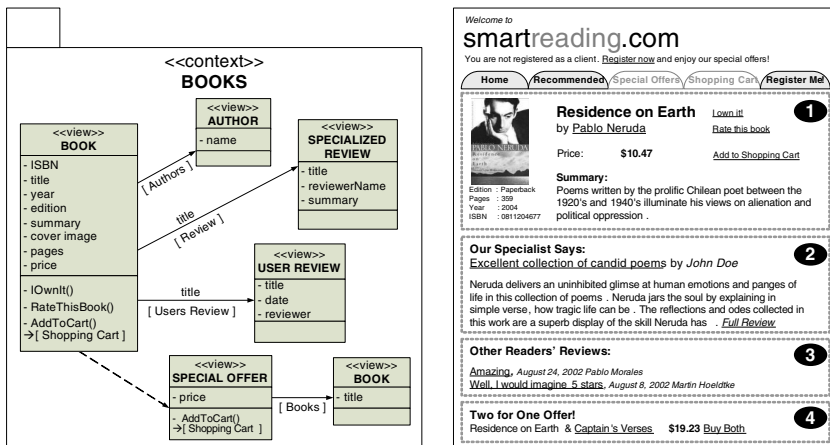 <<context>>
BOOKS
<<view>>
BOOK
- ISBN
- title
- year
- edition
- summary
- cover image
- pages
- price
- IOwnIt()
- RateThisBook()
- AddToCart()
→[ Shopping Cart ]
<<view>>
AUTHOR
- name
[ Authors ]
<<view>>
SPECIALIZED
REVIEW
- title
- reviewerName
- summary
title
[ Review ]
<<view>>
USER REVIEW
- title
- date
- reviewer
title
[ Users Review ]
<<view>>
SPECIAL OFFER
- price
- AddToCart()
→[ Shopping Cart ]
[ Books ]
<<view>>
BOOK
- title
Welcome to
smartreading.com
You are not registered as a client. Register now and enjoy our special offers!
Home Recommended Special Offers Shopping Cart Register Me!
1
PABLO NERUDA
Residence
on
Earth
Edition : Paperback
Pages : 359
Year : 2004
ISBN : 0811204677
Residence on Earth I own it!
by Pablo Neruda Rate this book
Price: $10.47 Add to Shopping Cart
Summary:
Poems written by the prolific Chilean poet between the
1920's and 1940's illuminate his views on alienation and
political oppression .
2
Our Specialist Says:
Excellent collection of candid poems by John Doe
Neruda delivers an uninhibited glimse at human emotions and panges of
life in this collection of poems . Neruda jars the soul by explaining in
simple verse, how tragic life can be . The reflections and odes collected in
this work are a superb display of the skill Neruda has . Full Review
3
Other Readers' Reviews:
Amazing, August 24, 2002 Pablo Morales
Well, I would imagine 5 stars, August 8, 2002 Martin Hoeldtke
4
Two for One Offer!
Residence on Earth & Captain's Verses $19.23 Buy Both